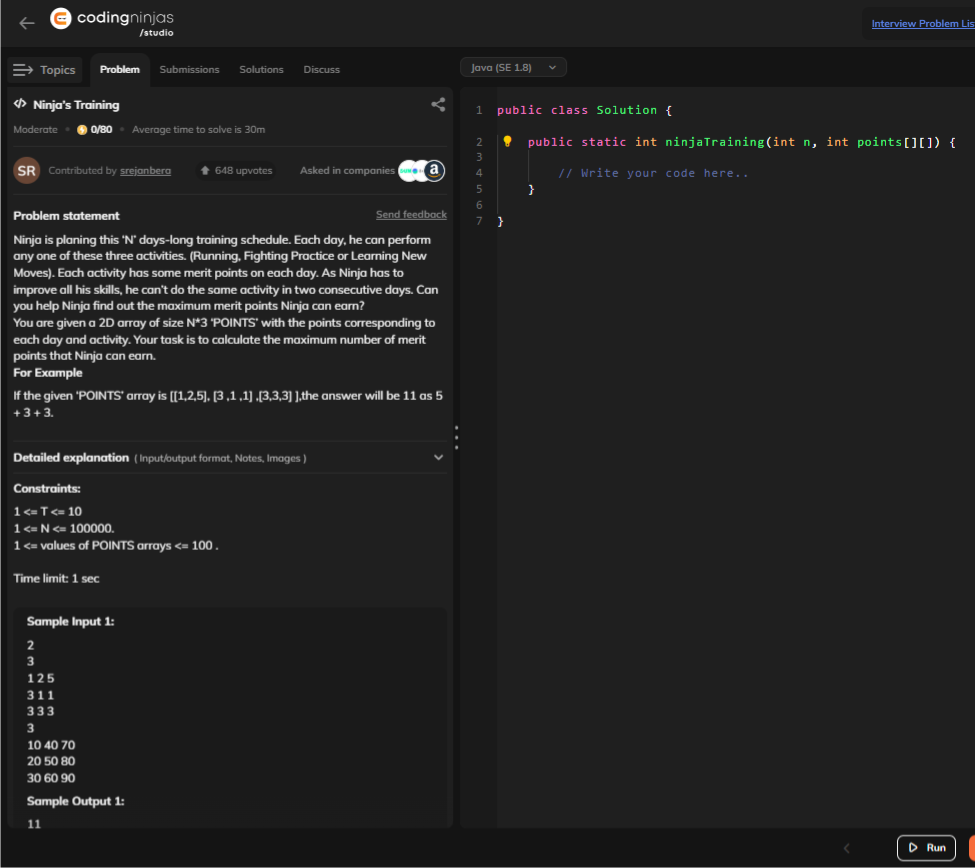 codingninjas
/studio
Interview Problem Lis
Topics
Problem
Submissions
Solutions
Discuss
Java (SE 1.8)
</> Ninja's Training
Moderate
0/80
Average time to solve is 30m
SR
Contributed by srejanbera
648 upvotes
Asked in companies
a
Problem statement
Send feedback
Ninja is planing this 'N' days-long training schedule. Each day, he can perform
any one of these three activities. (Running, Fighting Practice or Learning New
Moves). Each activity has some merit points on each day. As Ninja has to
improve all his skills, he can't do the same activity in two consecutive days. Can
you help Ninja find out the maximum merit points Ninja can earn?
You are given a 2D array of size N*3 'POINTS' with the points corresponding to
each day and activity. Your task is to calculate the maximum number of merit
points that Ninja can earn.
For Example
If the given 'POINTS' array is [[1,2,5], [3 ,1 ,1] ,[3,3,3] ],the answer will be 11 as 5
+ 3 + 3.
Detailed explanation ( Input/output format, Notes, Images )
Constraints:
1 <= T <= 10
1 <= N <= 100000.
1 <= values of POINTS arrays <= 100 .
Time limit: 1 sec
Sample Input 1:
2
3
1 2 5
3 1 1
3 3 3
3
10 40 70
20 50 80
30 60 90
Sample Output 1:
11
1 public class Solution {
2 public static int ninjaTraining(int n, int points[][]) {
3
4 // Write your code here..
5 }
6
7 }
Run